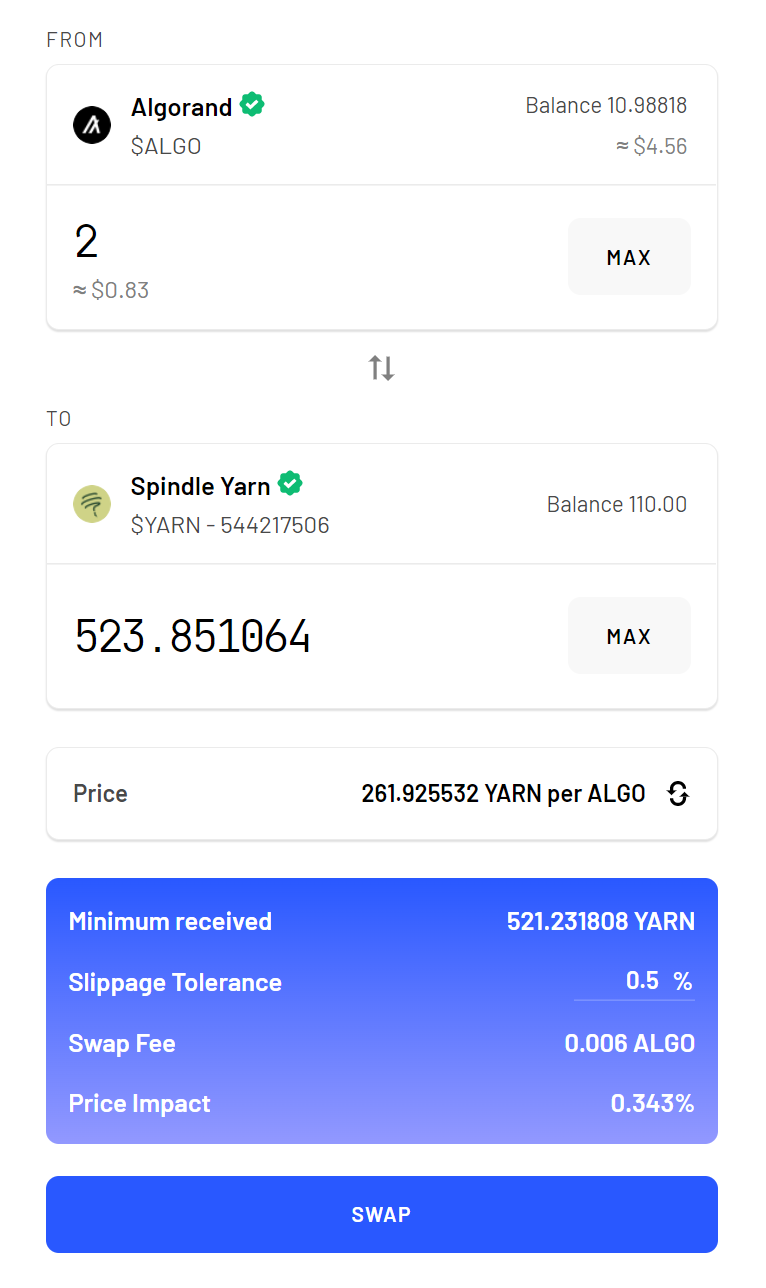 FROM
Algorand
$ALGO
Balance 10.98818
≈ $4.56
2
≈ $0.83
MAX
TO
Spindle Yarn
$YARN - 544217506
Balance 110.00
523.851064
MAX
Price 261.925532 YARN per ALGO
Minimum received 521.231808 YARN
Slippage Tolerance 0.5 %
Swap Fee 0.006 ALGO
Price Impact 0.343%
SWAP